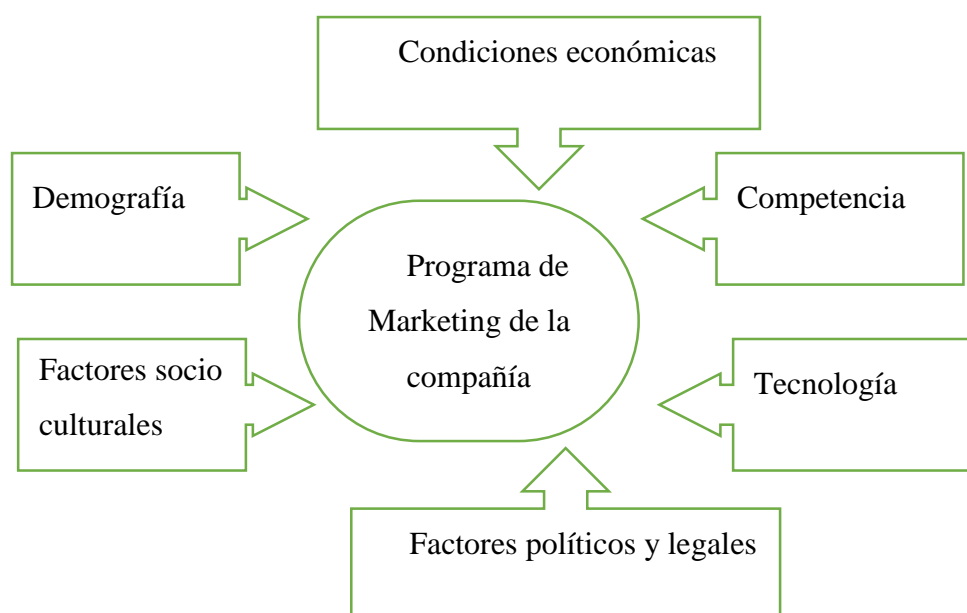 Condiciones económicas
Demografía
Competencia
Programa de
Marketing de la
compañía
Factores socio
culturales
Tecnología
Factores políticos y legales